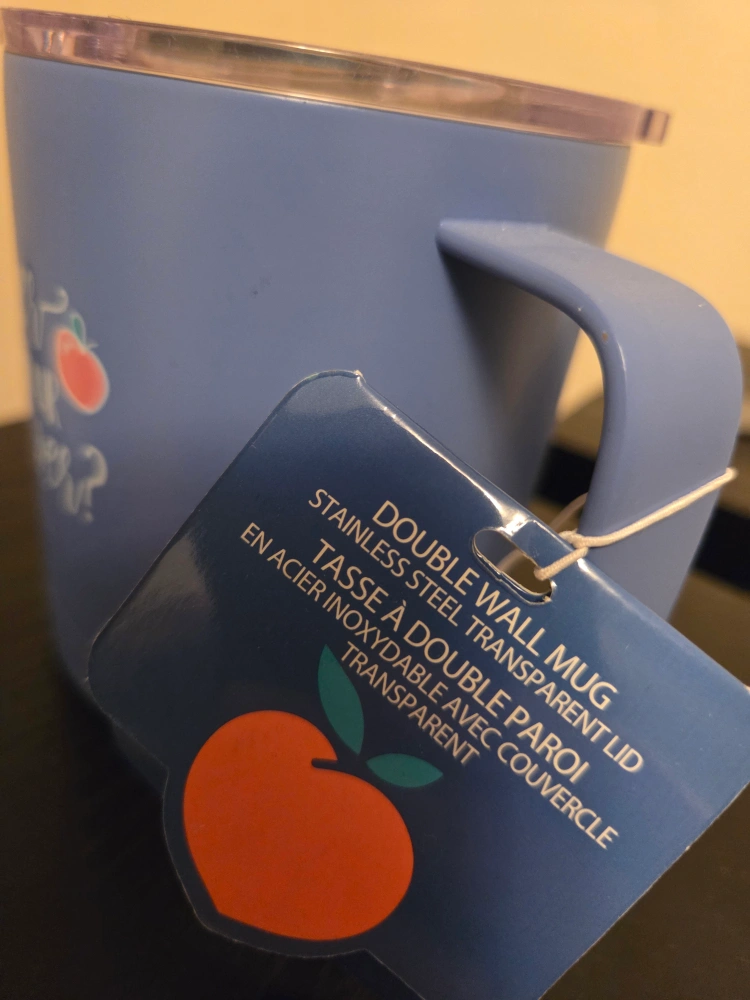 DOUBLE WALL MUG
STAINLESS STEEL TRANSPARENT LID
TASSE À DOUBLE PAROI
EN ACIER INOXYDABLE AVEC COUVERCLE
TRANSPARENT